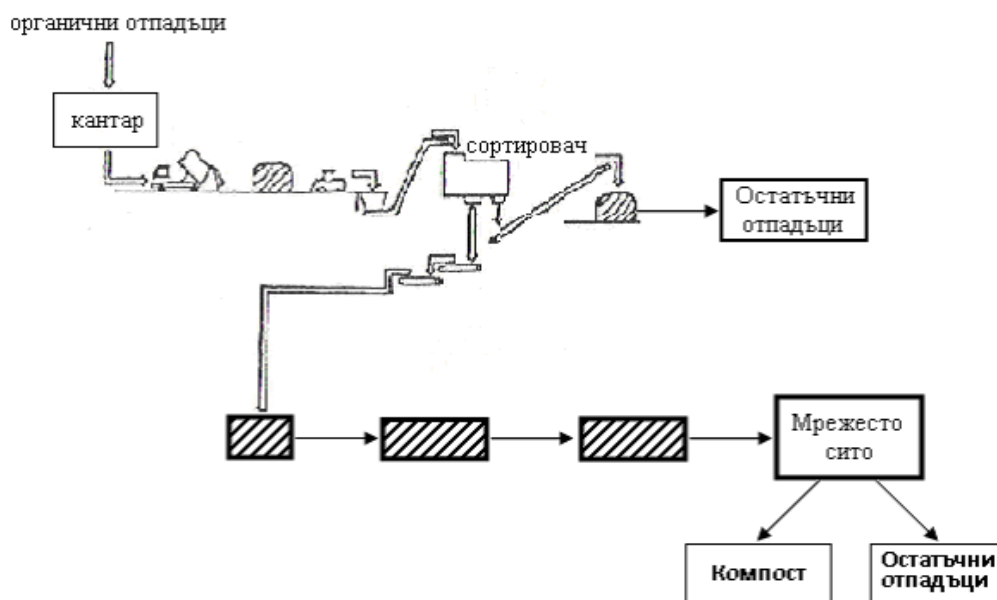 органични отпадъци
кантар
сортировач
Остатъчни
отпадъци
Мрежесто
сито
Компост
Остатъчни
отпадъци